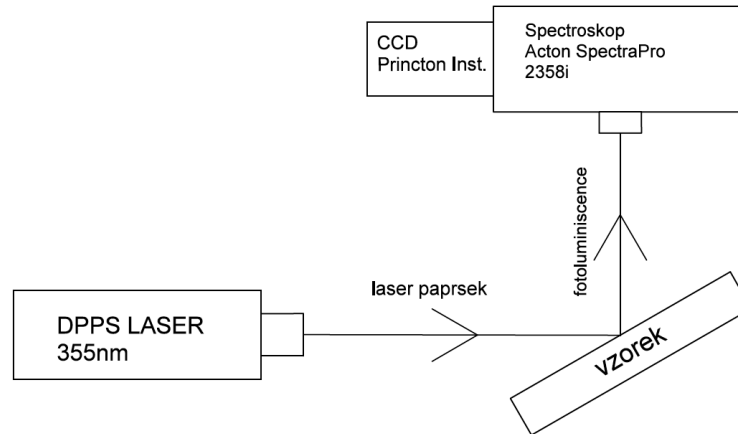 CCD
Princton Inst.
Spectroskop
Acton SpectraPro
2358i
fotoluminiscence
laser paprsek
DPPS LASER
355nm
vzorek